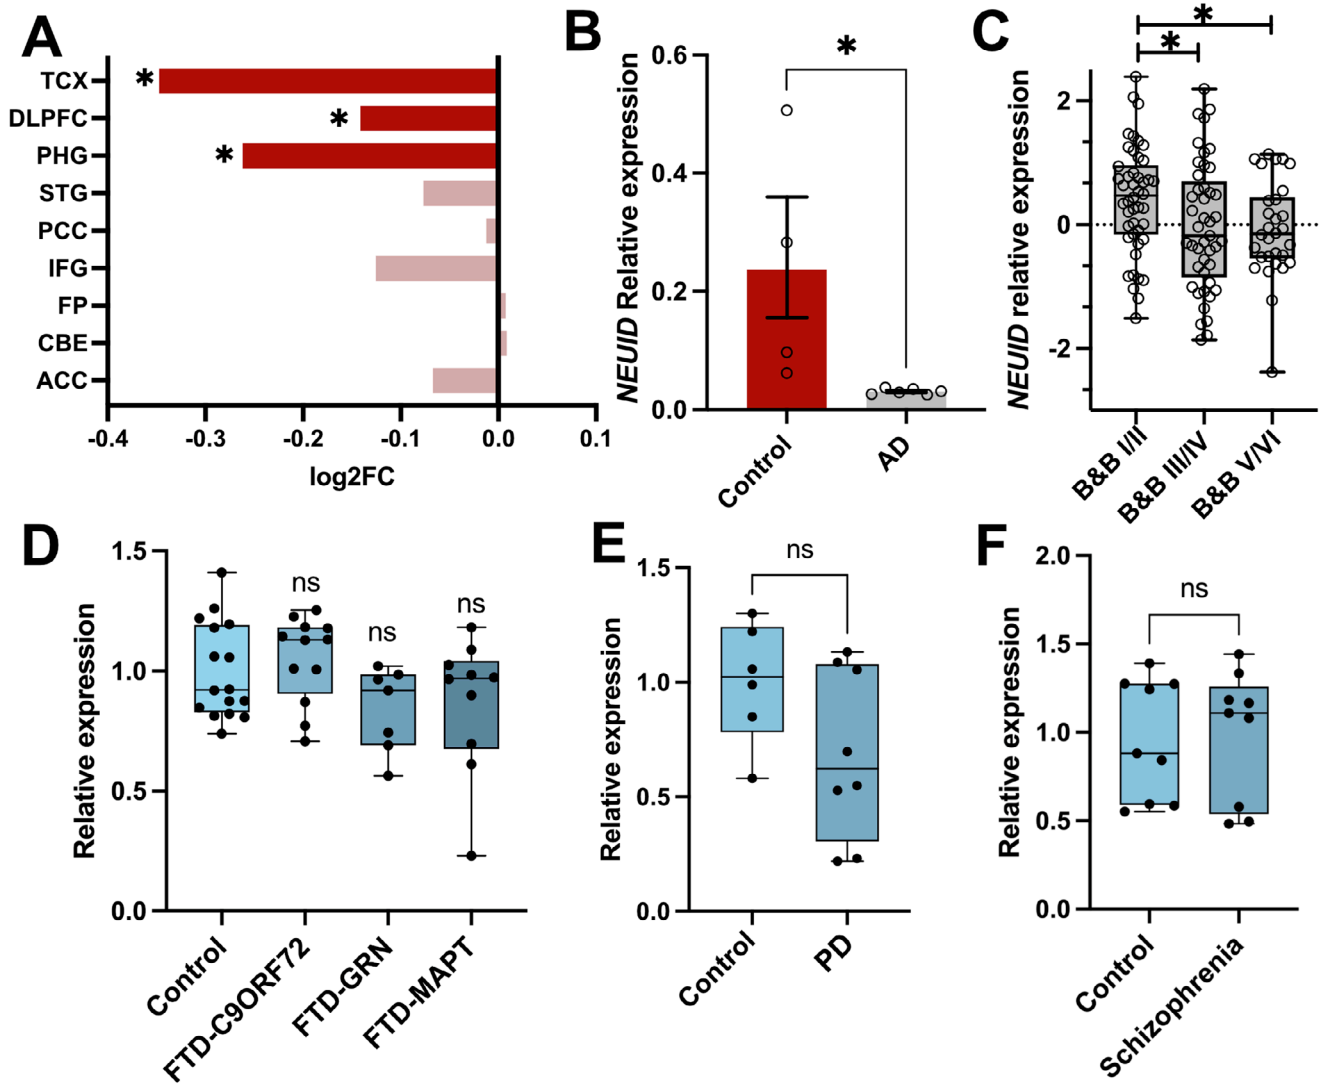 A
TCX
*
DLPFC
*
PHG
*
STG
PCC
IFG
FP
CBE
ACC
-0.4
-0.3
-0.2
-0.1
0.0
0.1
log2FC
B
NEUID Relative expression
0.6
0.4
0.2
0.0
*
Control
AD
C
NEUID relative expression
2
0
-2
*
*
B&B I/II
B&B III/IV
B&B V/VI
D
Relative expression
1.5
1.0
0.5
0.0
ns
ns
ns
Control
FTD-C9ORF72
FTD-GRN
FTD-MAPT
E
Relative expression
1.5
1.0
0.5
0.0
ns
Control
PD
F
Relative expression
2.0
1.5
1.0
0.5
0.0
ns
Control
Schizophrenia